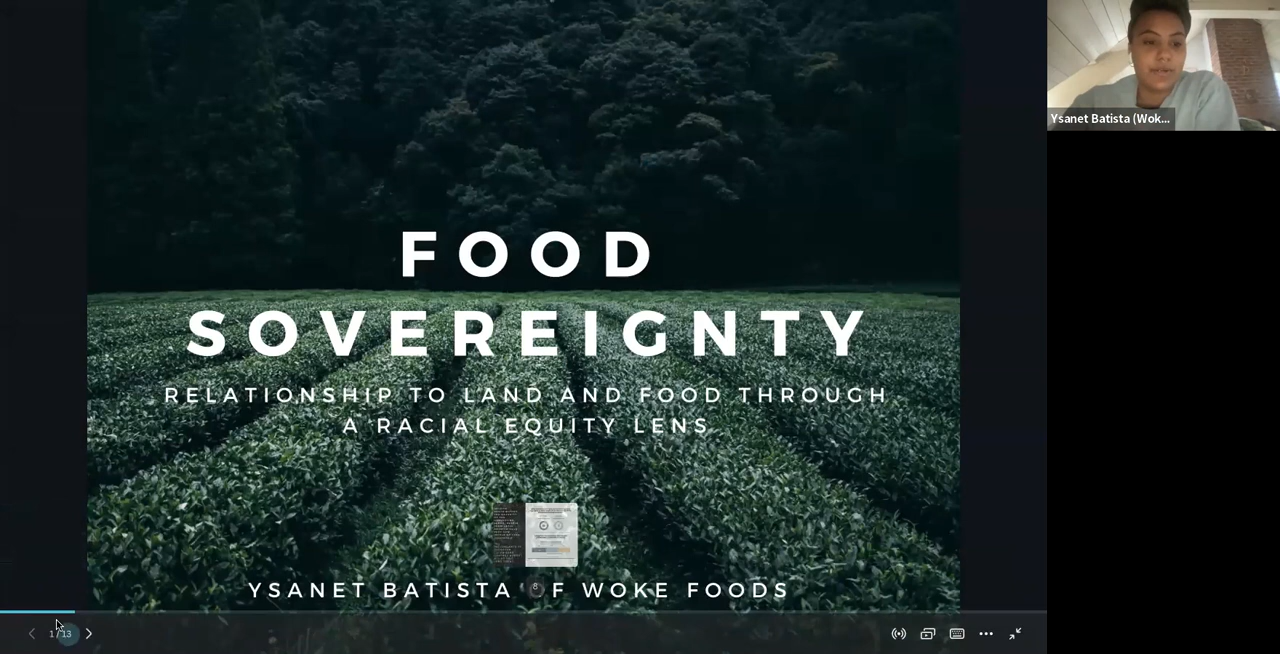 FOOD
SOVEREIGNTY
RELATIONSHIP TO LAND AND FOOD THROUGH
A RACIAL EQUITY LENS
YSANET BATISTA F WOKE FOODS
8
1 / 13
Ysanet Batista (Wok...